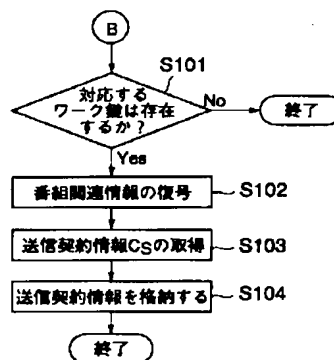 B
S101
対応する
ワーク鍵は存在
するか?
No
終了
Yes
番組関連情報の復号
S102
送信契約情報CSの取得
S103
送信契約情報を格納する
S104
終了